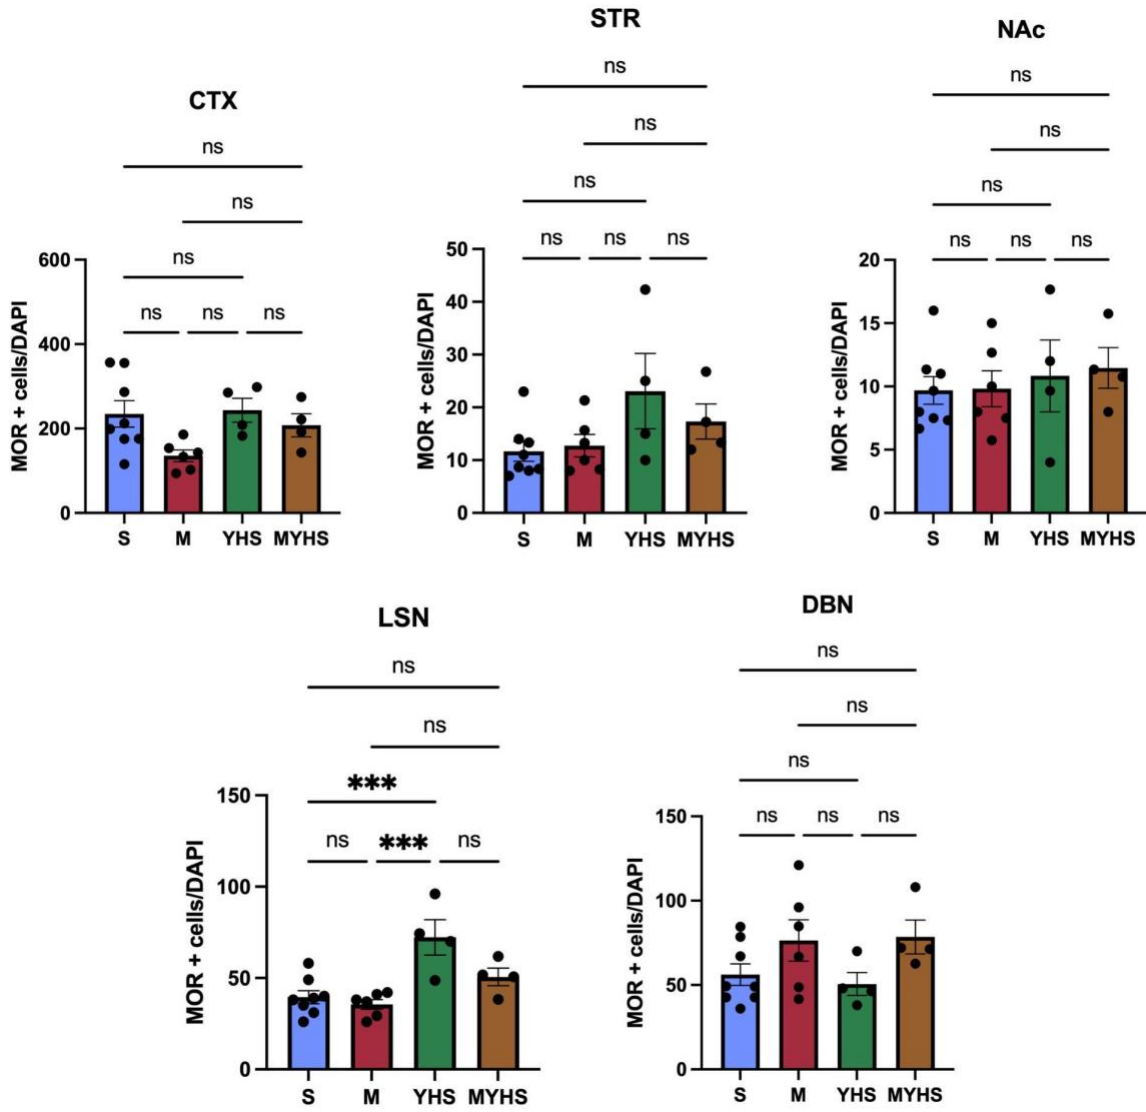 CTX
ns
ns
ns
ns ns ns
MOR + cells/DAPI
600
400
200
0
S M YHS MYHS
STR
ns
ns
ns
ns ns ns
MOR + cells/DAPI
50
40
30
20
10
0
S M YHS MYHS
NAc
ns
ns
ns
ns ns ns
MOR + cells/DAPI
20
15
10
5
0
S M YHS MYHS
LSN
ns
ns
***
ns *** ns
MOR + cells/DAPI
150
100
50
0
S M YHS MYHS
DBN
ns
ns
ns
ns ns ns
MOR + cells/DAPI
150
100
50
0
S M YHS MYHS